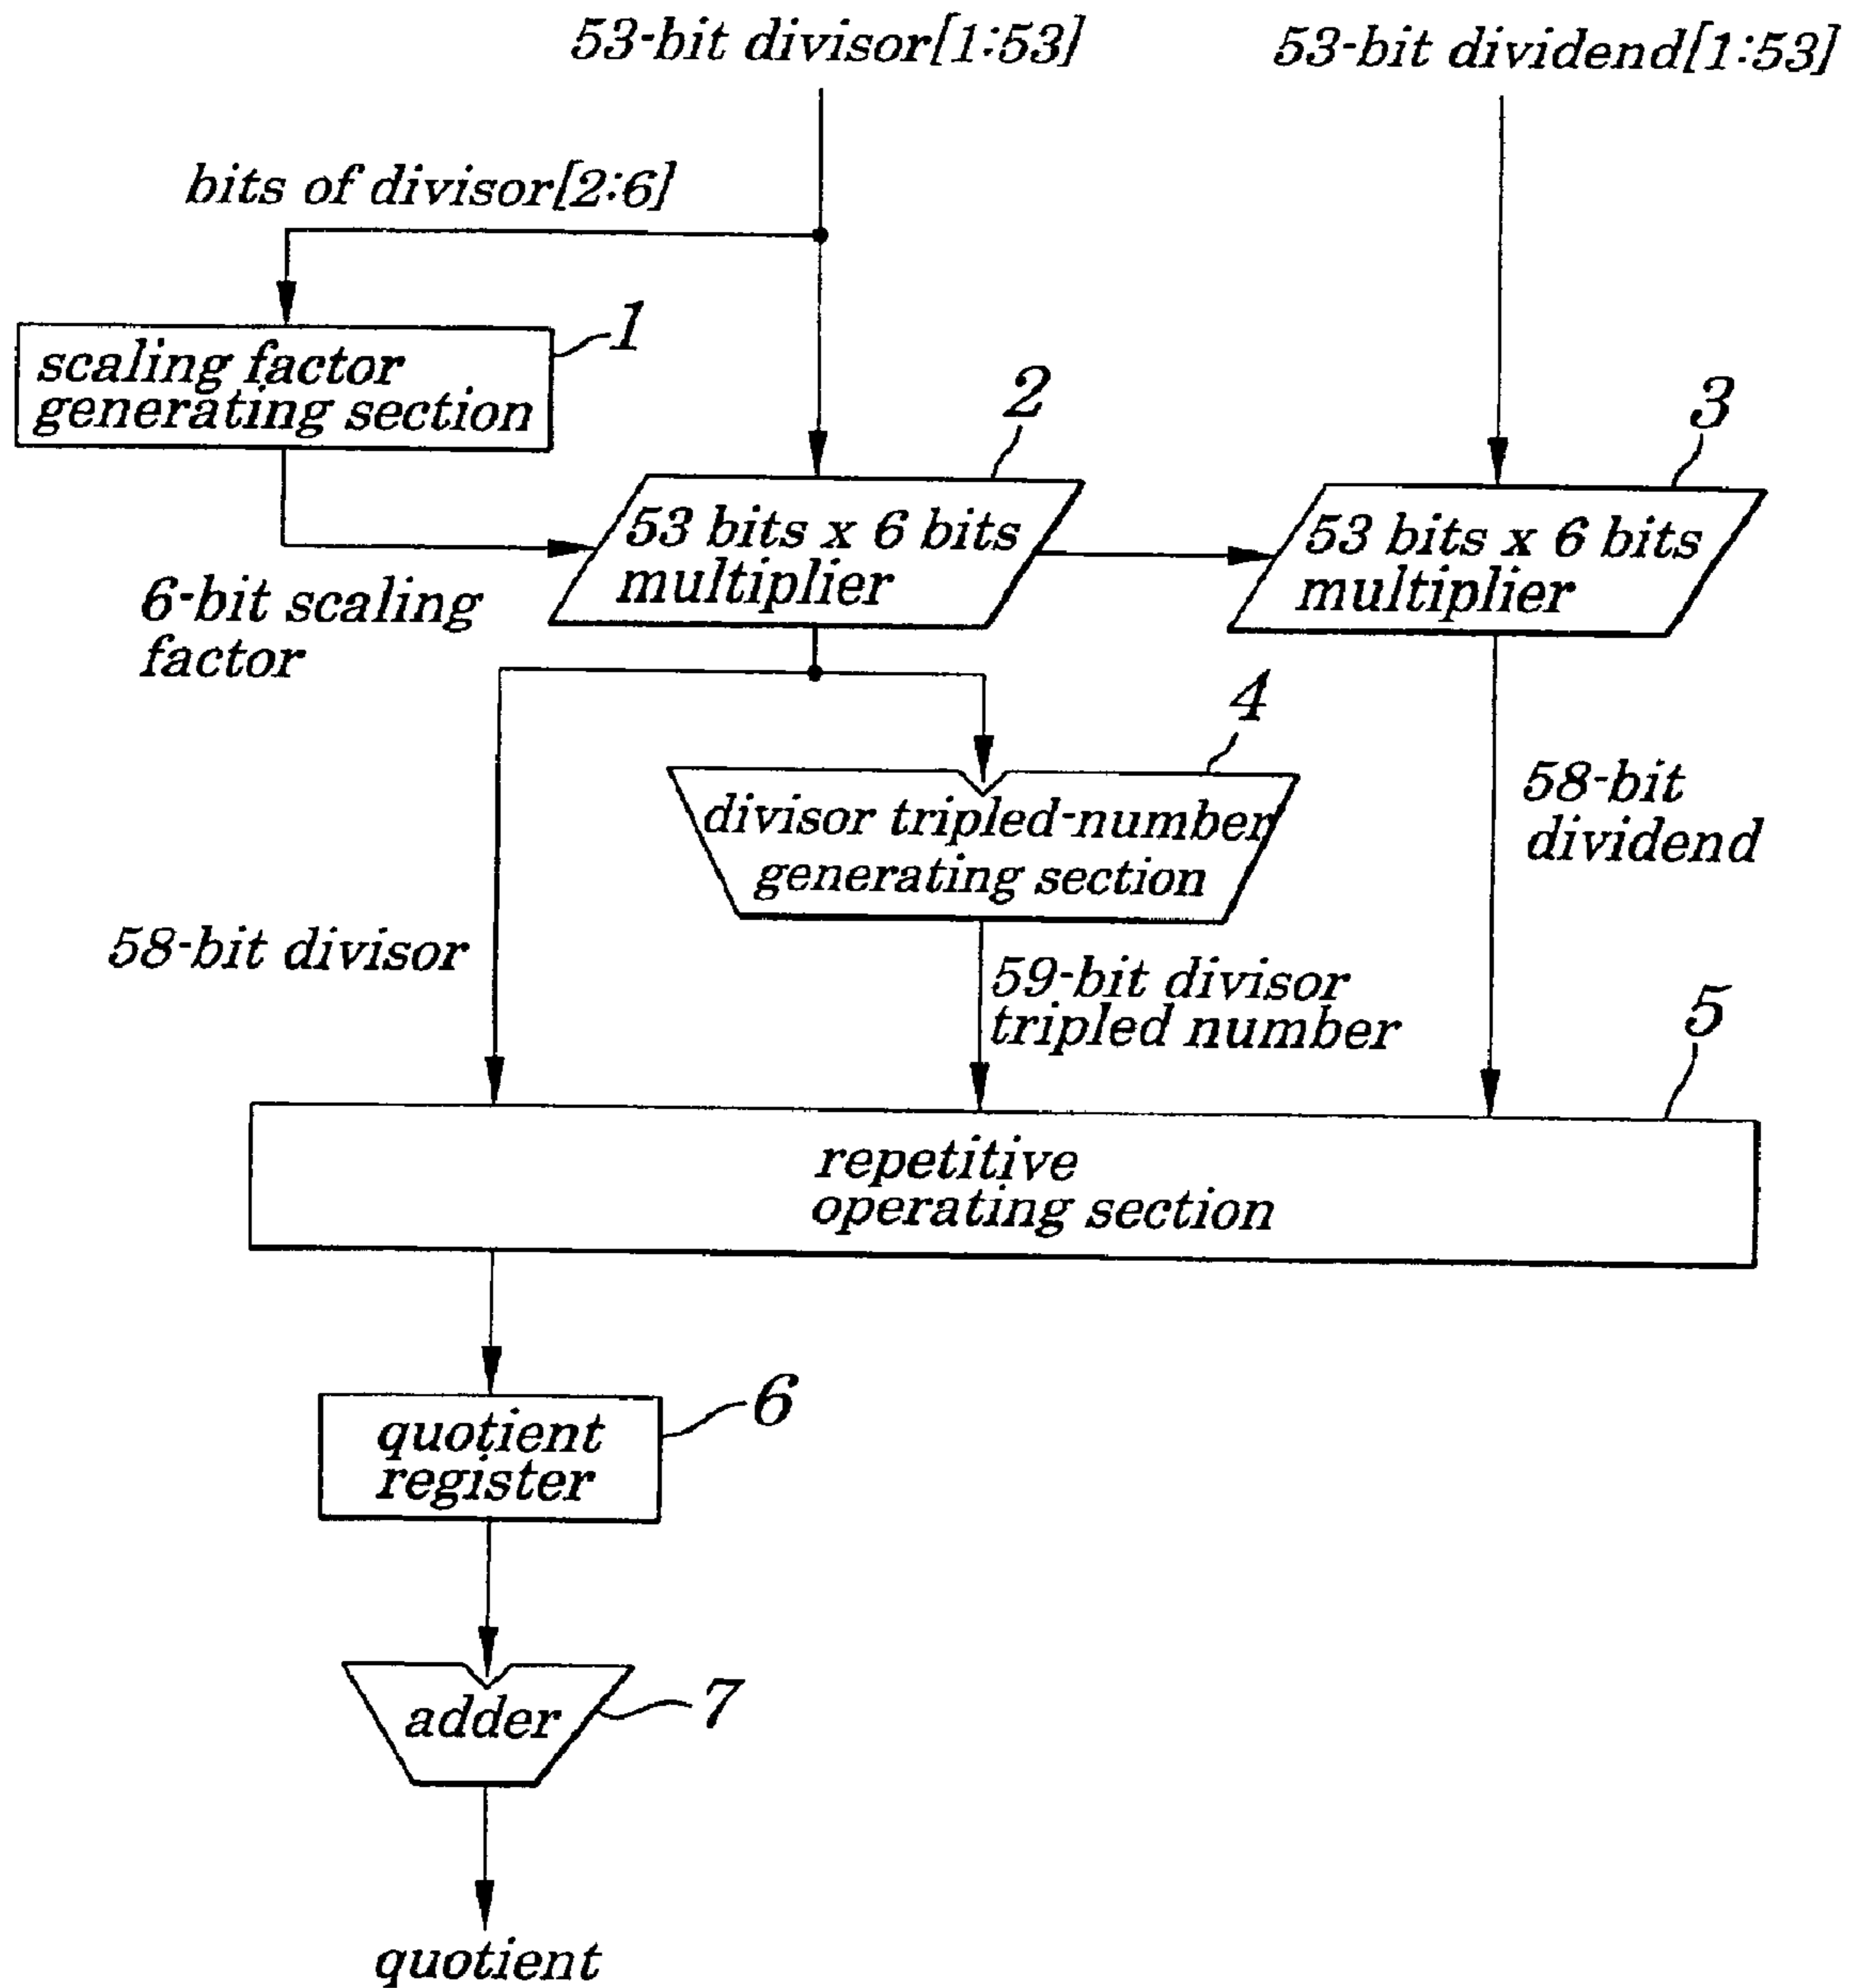 53-bit divisor[1:53]
53-bit dividend[1:53]
bits of divisor[2:6]
1
scaling factor
generating section
2
3
53 bits x 6 bits
multiplier
53 bits x 6 bits
multiplier
6-bit scaling
factor
4
divisor tripled-number
generating section
58-bit
dividend
58-bit divisor
59-bit divisor
tripled number
5
repetitive
operating section
6
quotient
register
7
adder
quotient